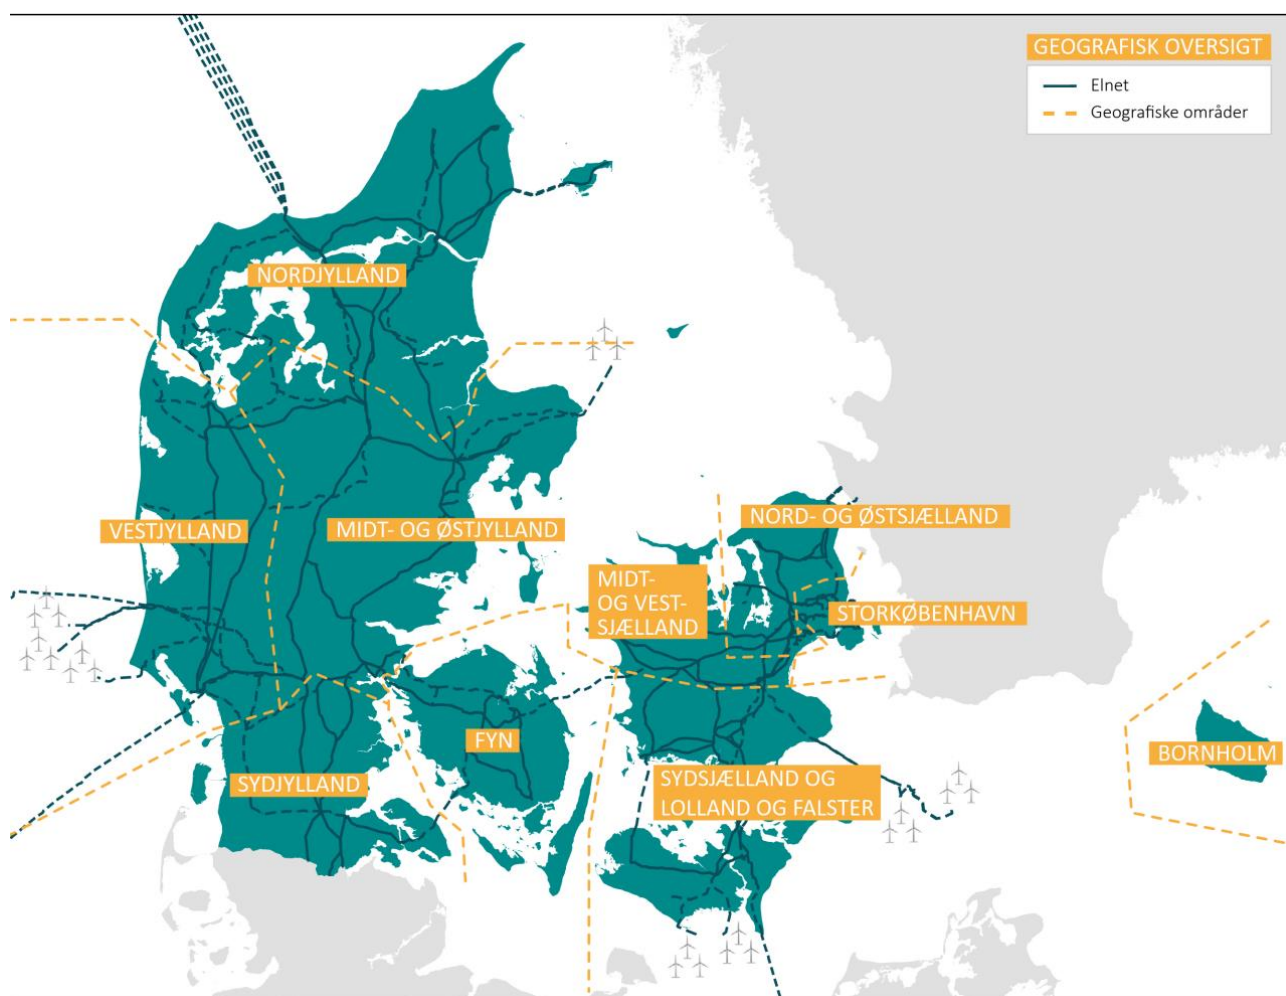 GEOGRAFISK OVERSIGT
Elnet
Geografiske områder
NORDJYLLAND
VESTJYLLAND
MIDT- OG ØSTJYLLAND
NORD- OG ØSTSJÆLLAND
MIDT-
OG VEST-
SJÆLLAND
STORKØBENHAVN
FYN
SYDJYLLAND
SYDSJÆLLAND OG
LOLLAND OG FALSTER
BORNHOLM